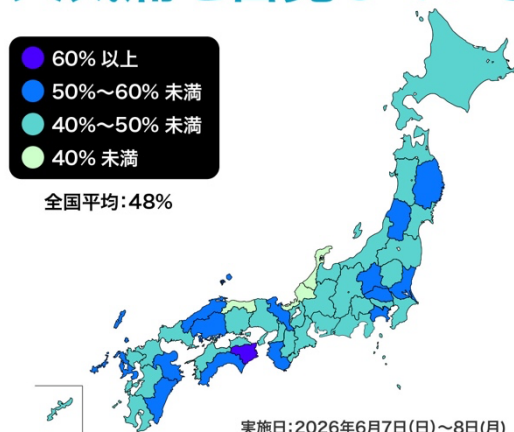 60% 以上
50%〜60% 未満
40%〜50% 未満
40% 未満
全国平均:48%
実施日:2026年6月7日(日)〜8日(月)